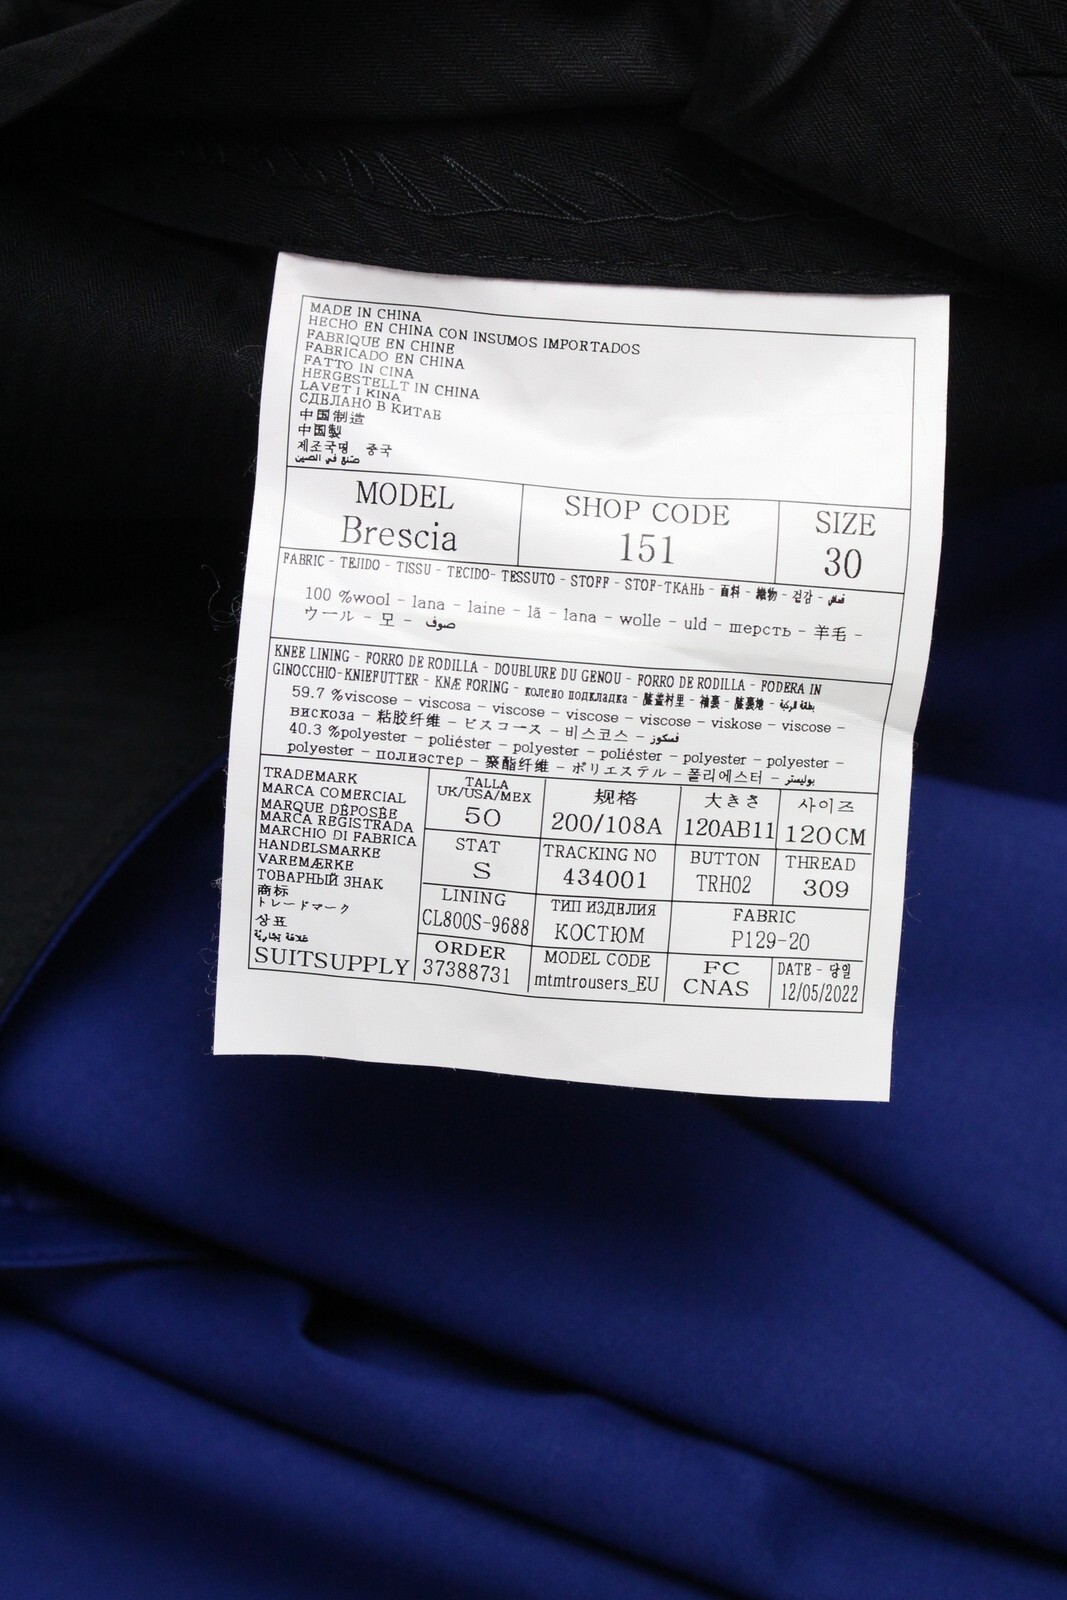 MADE IN CHINA
HECHO EN CHINA CON INSUMOS IMPORTADOS
FABRIQUE EN CHINE
FABRICADO EN CHINA
FATTO IN CINA
HERGESTELLT IN CHINA
LAVET I KINA
СДЕЛАНО В КИТАЕ
中国制造
中国製
제조국명 중국
صنع في الصين
MODEL
Brescia
SHOP CODE
151
SIZE
30
FABRIC - TEJIDO - TISSU - TECIDO- TESSUTO - STOFF - STOF-ТКАНЬ - 面料 - 織物 - 겉감 - قماش
100 %wool - lana - laine - lã - lana - wolle - uld - шерсть - 羊毛 -
ウール - 모 - صوف
KNEE LINING - FORRO DE RODILLA - DOUBLURE DU GENOU - FORRO DE RODILLA - FODERA IN
GINOCCHIO-KNIEFUTTER - KNÆ FORING - колено подкладка - 膝盖衬里 - 袖裏 -
59.7 %viscose - viscosa - viscose - viscose - viscose - viskose - viscose -
вискоза - 粘胶纤维 - ビスコース - 비스코스 - فسكوز
40.3 %polyester - poliéster - polyester - poliéster - polyester - polyester -
polyester - полиэстер - 聚酯纤维 - ポリエステル - 폴리에스터 - بوليستر
TRADEMARK
MARCA COMERCIAL
MARQUE DÉPOSÉE
MARCA REGISTRADA
MARCHIO DI FABRICA
HANDELSMARKE
VAREMÆRKE
ТОВАРНЫЙ ЗНАК
商标
トレードマーク
상표
علامة تجارية
SUITSUPPLY
TALLA
UK/USA/MEX
50
规格
200/108A
大きさ
120AB11
사이즈
120CM
STAT
S
TRACKING NO
434001
BUTTON
TRH02
THREAD
309
LINING
CL800S-9688
ТИП ИЗДЕЛИЯ
КОСТЮМ
FABRIC
P129-20
ORDER
37388731
MODEL CODE
mtmtrousers_EU
FC
CNAS
DATE - 당일
12/05/2022